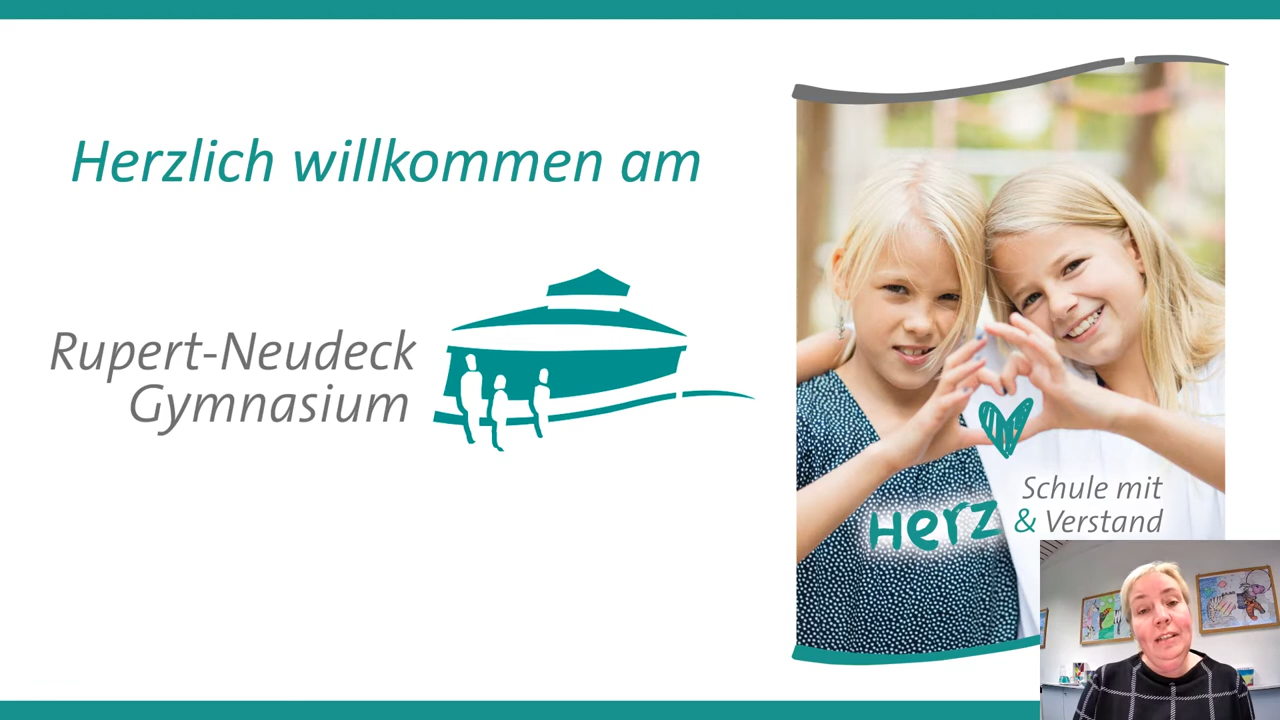 Herzlich willkommen am
Rupert-Neudeck
Gymnasium
Schule mit
Herz & Verstand